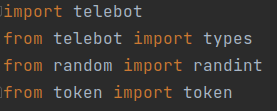 import telebot
from telebot import types
from random import randint
from token import token